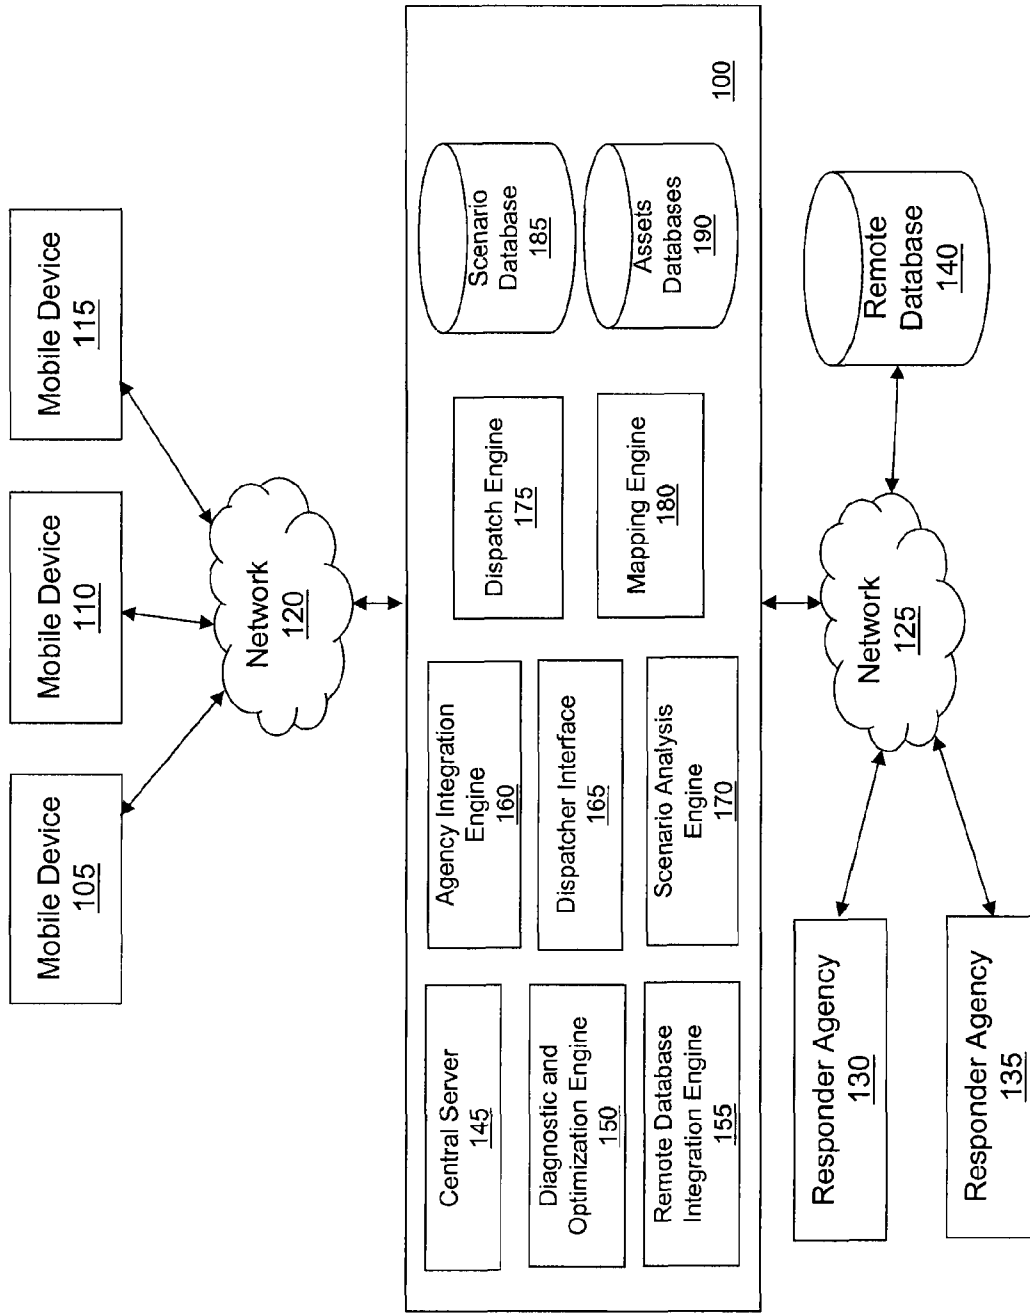 Mobile Device
105
Mobile Device
110
Mobile Device
115
Network
120
Central Server
145
Diagnostic and
Optimization Engine
150
Remote Database
Integration Engine
155
Agency Integration
Engine
160
Dispatcher Interface
165
Scenario Analysis
Engine
170
Dispatch Engine
175
Mapping Engine
180
Scenario
Database
185
Assets
Databases
190
100
Network
125
Responder Agency
130
Responder Agency
135
Remote
Database
140